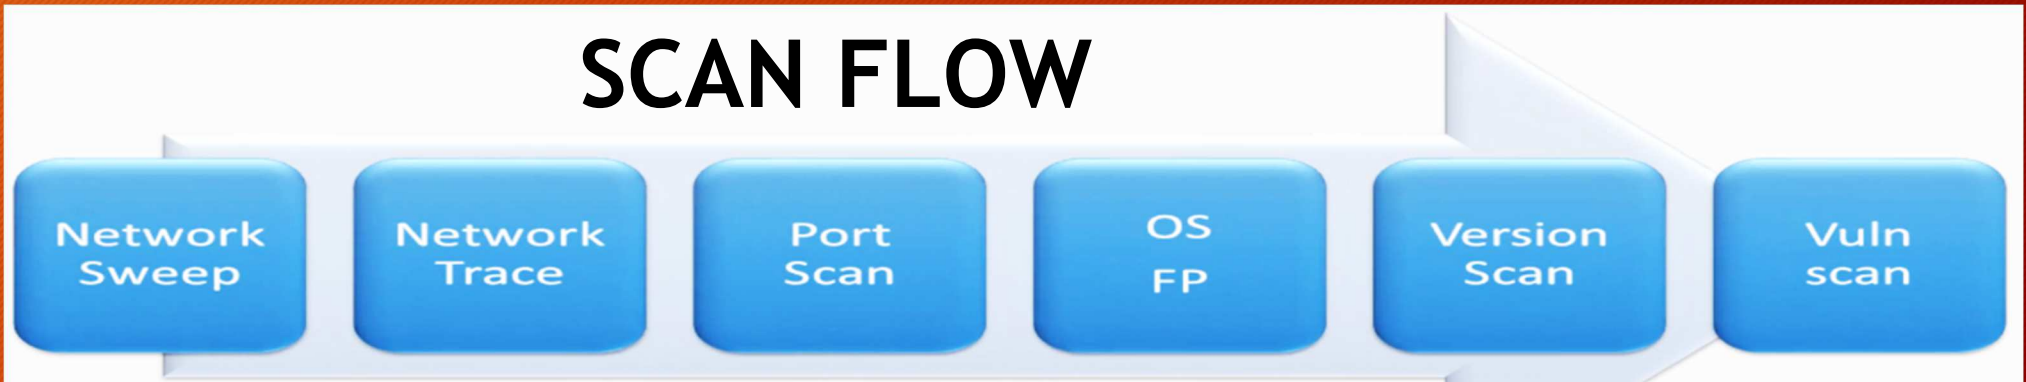 SCAN FLOW
Network
Sweep
Network
Trace
Port
Scan
OS
FP
Version
Scan
Vuln
scan